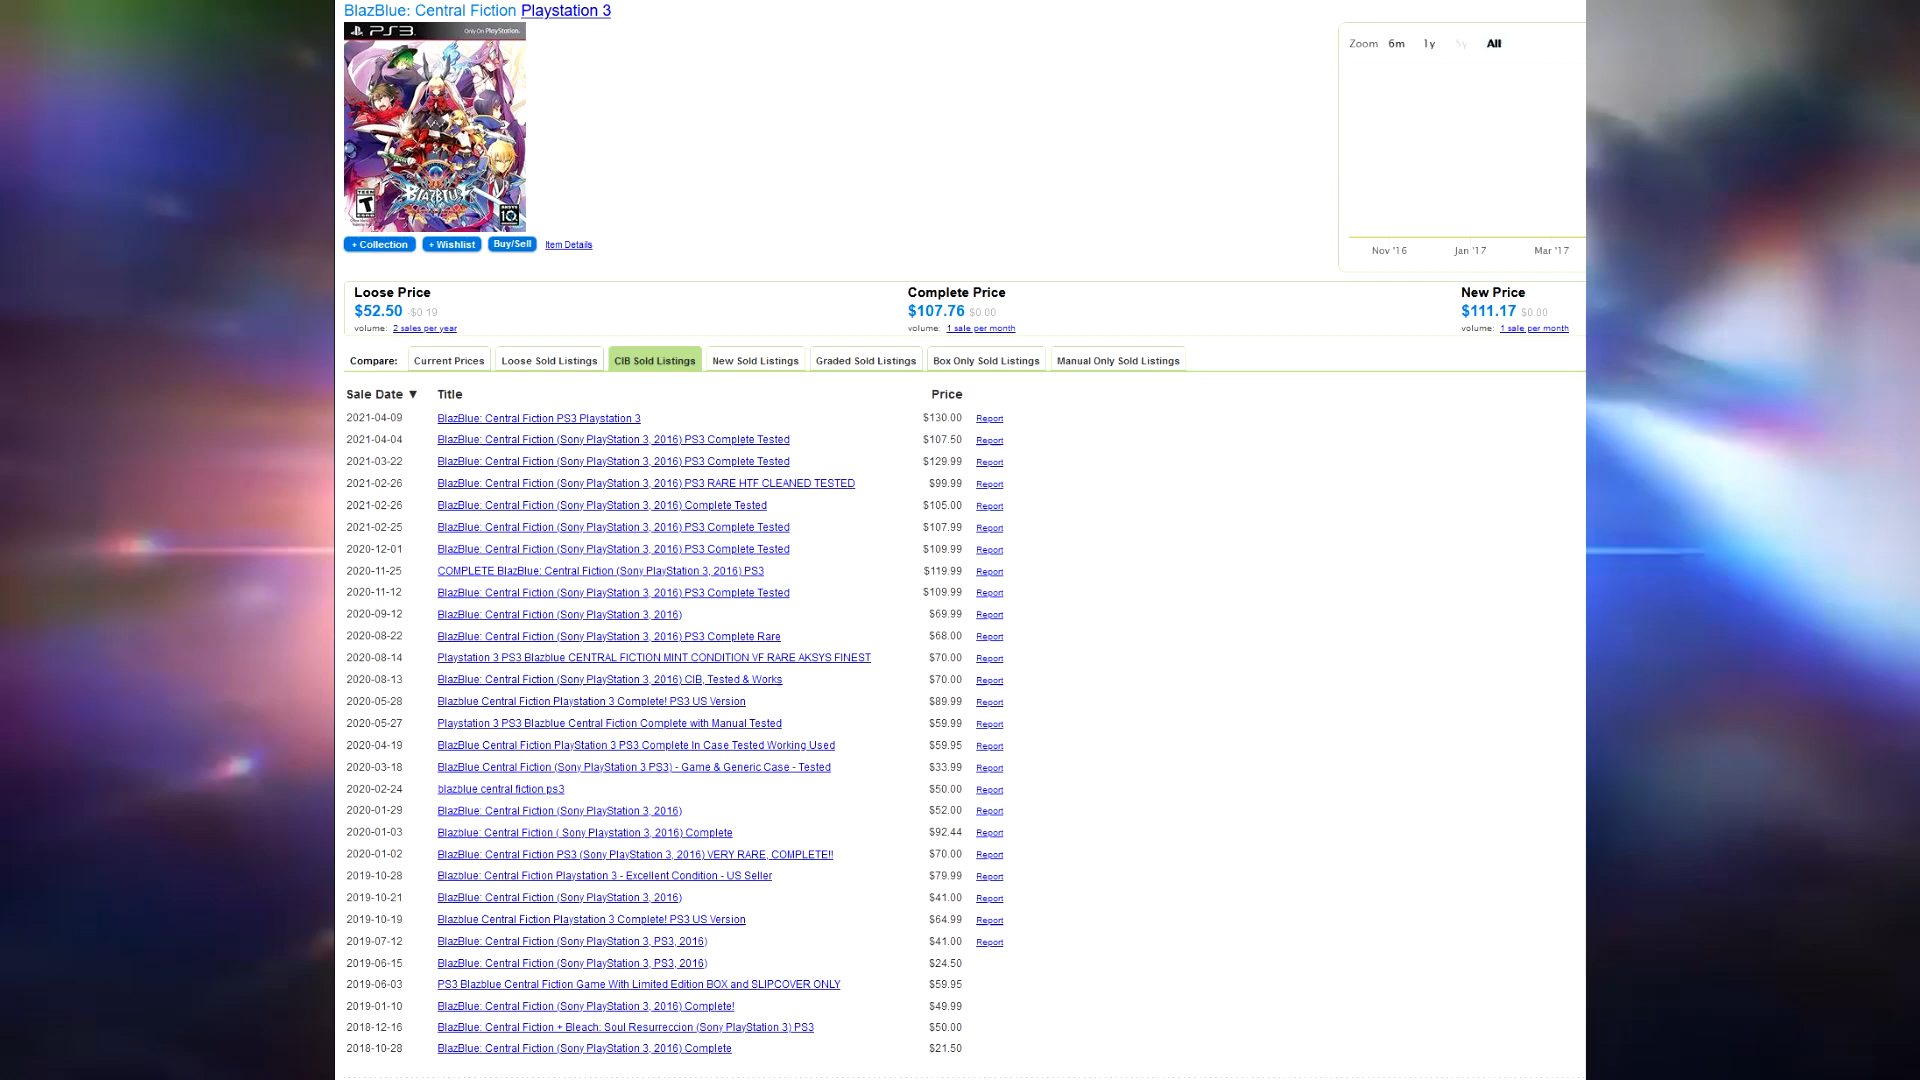 BlazBlue: Central Fiction Playstation 3
PS3 Only On PlayStation.
BLAZBLUE
TEEN
T
AKSYS
10
+ Collection + Wishlist Buy/Sell Item Details
Zoom 6m 1y 5y All
Nov '16 Jan '17 Mar '17
Loose Price Complete Price New Price
$52.50 -$0.19 $107.76 $0.00 $111.17 $0.00
volume: 2 sales per year volume: 1 sale per month volume: 1 sale per month
Compare: Current Prices Loose Sold Listings CIB Sold Listings New Sold Listings Graded Sold Listings Box Only Sold Listings Manual Only Sold Listings
Sale Date ▼ Title Price
2021-04-09 BlazBlue: Central Fiction PS3 Playstation 3 $130.00 Report
2021-04-04 BlazBlue: Central Fiction (Sony PlayStation 3, 2016) PS3 Complete Tested $107.50 Report
2021-03-22 BlazBlue: Central Fiction (Sony PlayStation 3, 2016) PS3 Complete Tested $129.99 Report
2021-02-26 BlazBlue: Central Fiction (Sony PlayStation 3, 2016) PS3 RARE HTF CLEANED TESTED $99.99 Report
2021-02-26 BlazBlue: Central Fiction (Sony PlayStation 3, 2016) Complete Tested $105.00 Report
2021-02-25 BlazBlue: Central Fiction (Sony PlayStation 3, 2016) PS3 Complete Tested $107.99 Report
2020-12-01 BlazBlue: Central Fiction (Sony PlayStation 3, 2016) PS3 Complete Tested $109.99 Report
2020-11-25 COMPLETE BlazBlue: Central Fiction (Sony PlayStation 3, 2016) PS3 $119.99 Report
2020-11-12 BlazBlue: Central Fiction (Sony PlayStation 3, 2016) PS3 Complete Tested $109.99 Report
2020-09-12 BlazBlue: Central Fiction (Sony PlayStation 3, 2016) $69.99 Report
2020-08-22 BlazBlue: Central Fiction (Sony PlayStation 3, 2016) PS3 Complete Rare $68.00 Report
2020-08-14 Playstation 3 PS3 Blazblue CENTRAL FICTION MINT CONDITION VF RARE AKSYS FINEST $70.00 Report
2020-08-13 BlazBlue: Central Fiction (Sony PlayStation 3, 2016) CIB, Tested & Works $70.00 Report
2020-05-28 Blazblue Central Fiction Playstation 3 Complete! PS3 US Version $89.99 Report
2020-05-27 Playstation 3 PS3 Blazblue Central Fiction Complete with Manual Tested $59.99 Report
2020-04-19 BlazBlue Central Fiction PlayStation 3 PS3 Complete In Case Tested Working Used $59.95 Report
2020-03-18 BlazBlue Central Fiction (Sony PlayStation 3 PS3) - Game & Generic Case - Tested $33.99 Report
2020-02-24 blazblue central fiction ps3 $50.00 Report
2020-01-29 BlazBlue: Central Fiction (Sony PlayStation 3, 2016) $52.00 Report
2020-01-03 Blazblue: Central Fiction ( Sony Playstation 3, 2016) Complete $92.44 Report
2020-01-02 BlazBlue: Central Fiction PS3 (Sony PlayStation 3, 2016) VERY RARE, COMPLETE!! $70.00 Report
2019-10-28 Blazblue: Central Fiction Playstation 3 - Excellent Condition - US Seller $79.99 Report
2019-10-21 BlazBlue: Central Fiction (Sony PlayStation 3, 2016) $41.00 Report
2019-10-19 Blazblue Central Fiction Playstation 3 Complete! PS3 US Version $64.99 Report
2019-07-12 BlazBlue: Central Fiction (Sony PlayStation 3, PS3, 2016) $41.00 Report
2019-06-15 BlazBlue: Central Fiction (Sony PlayStation 3, PS3, 2016) $24.50
2019-06-03 PS3 Blazblue Central Fiction Game With Limited Edition BOX and SLIPCOVER ONLY $59.95
2019-01-10 BlazBlue: Central Fiction (Sony PlayStation 3, 2016) Complete! $49.99
2018-12-16 BlazBlue: Central Fiction + Bleach: Soul Resurreccion (Sony PlayStation 3) PS3 $50.00
2018-10-28 BlazBlue: Central Fiction (Sony PlayStation 3, 2016) Complete $21.50